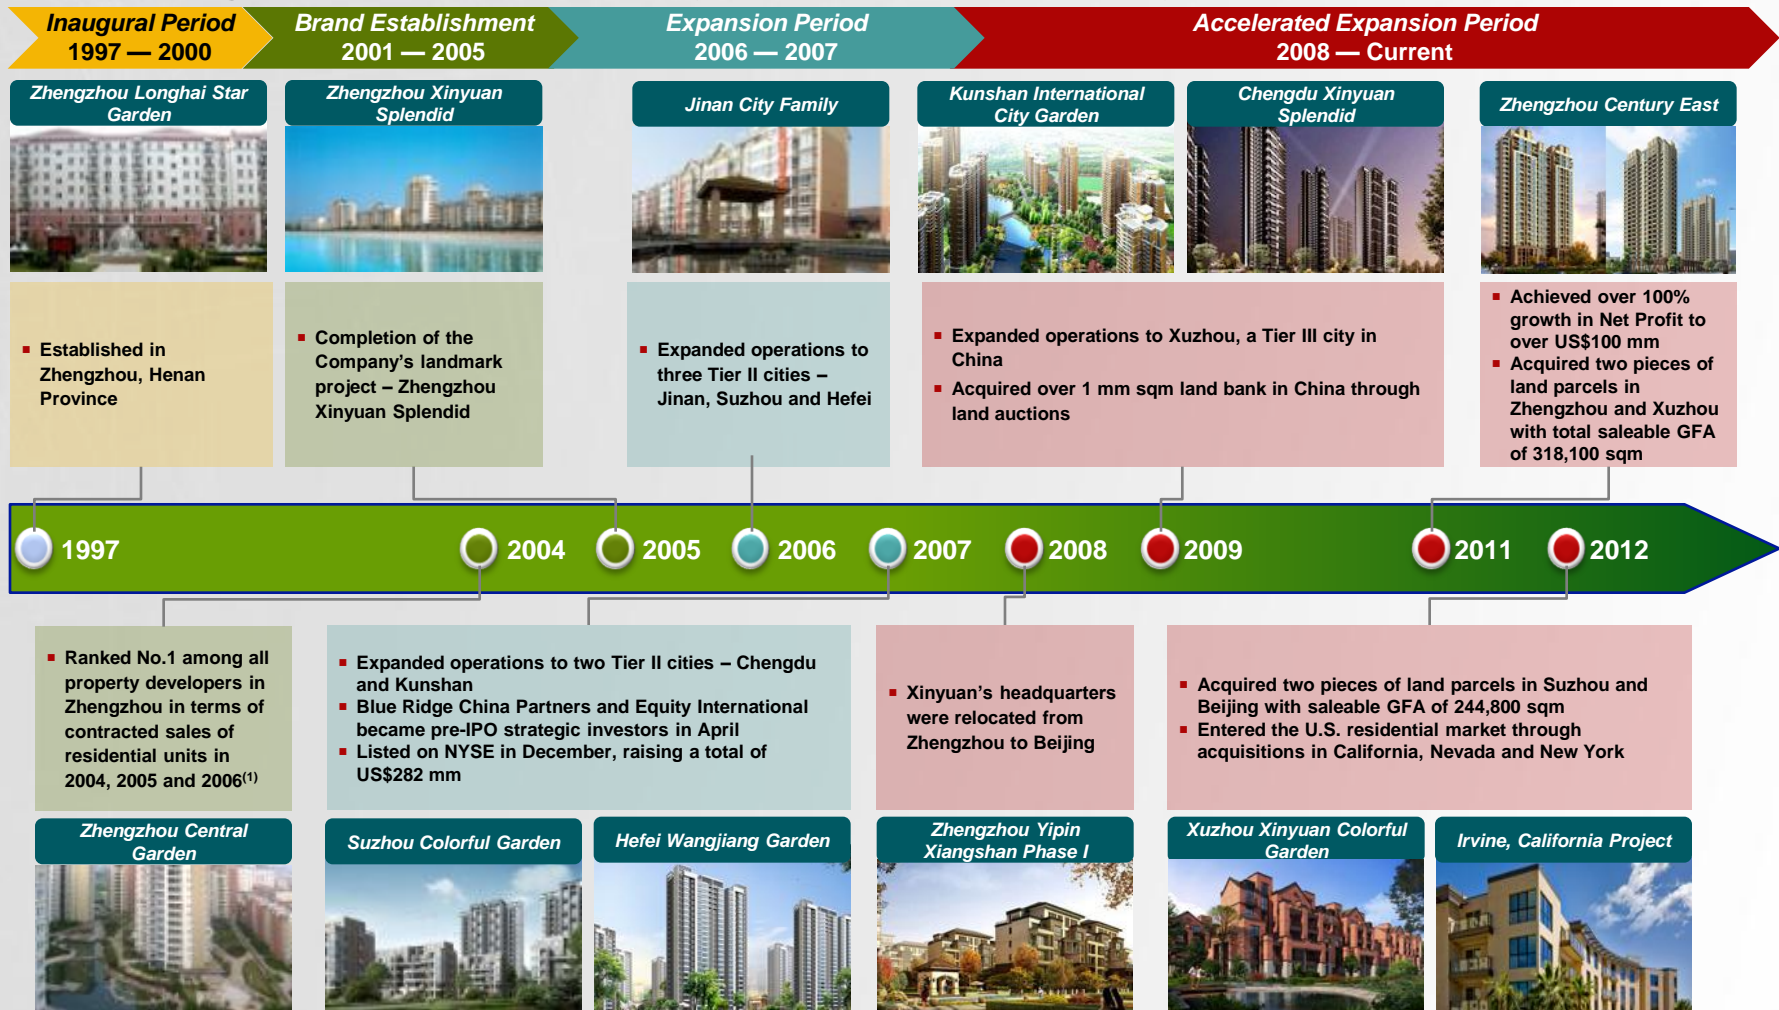 Inaugural Period
1997 — 2000
Brand Establishment
2001 — 2005
Expansion Period
2006 — 2007
Accelerated Expansion Period
2008 — Current
Zhengzhou Longhai Star
Garden
Zhengzhou Xinyuan
Splendid
Jinan City Family
Kunshan International
City Garden
Chengdu Xinyuan
Splendid
Zhengzhou Century East
▪ Established in
Zhengzhou, Henan
Province
▪ Completion of the
Company’s landmark
project – Zhengzhou
Xinyuan Splendid
▪ Expanded operations to
three Tier II cities –
Jinan, Suzhou and Hefei
▪ Expanded operations to Xuzhou, a Tier III city in
China
▪ Acquired over 1 mm sqm land bank in China through
land auctions
▪ Achieved over 100%
growth in Net Profit to
over US$100 mm
▪ Acquired two pieces of
land parcels in
Zhengzhou and Xuzhou
with total saleable GFA
of 318,100 sqm
1997
2004
2005
2006
2007
2008
2009
2011
2012
▪ Ranked No.1 among all
property developers in
Zhengzhou in terms of
contracted sales of
residential units in
2004, 2005 and 2006(1)
▪ Expanded operations to two Tier II cities – Chengdu
and Kunshan
▪ Blue Ridge China Partners and Equity International
became pre-IPO strategic investors in April
▪ Listed on NYSE in December, raising a total of
US$282 mm
▪ Xinyuan’s headquarters
were relocated from
Zhengzhou to Beijing
▪ Acquired two pieces of land parcels in Suzhou and
Beijing with saleable GFA of 244,800 sqm
▪ Entered the U.S. residential market through
acquisitions in California, Nevada and New York
Zhengzhou Central
Garden
Suzhou Colorful Garden
Hefei Wangjiang Garden
Zhengzhou Yipin
Xiangshan Phase I
Xuzhou Xinyuan Colorful
Garden
Irvine, California Project